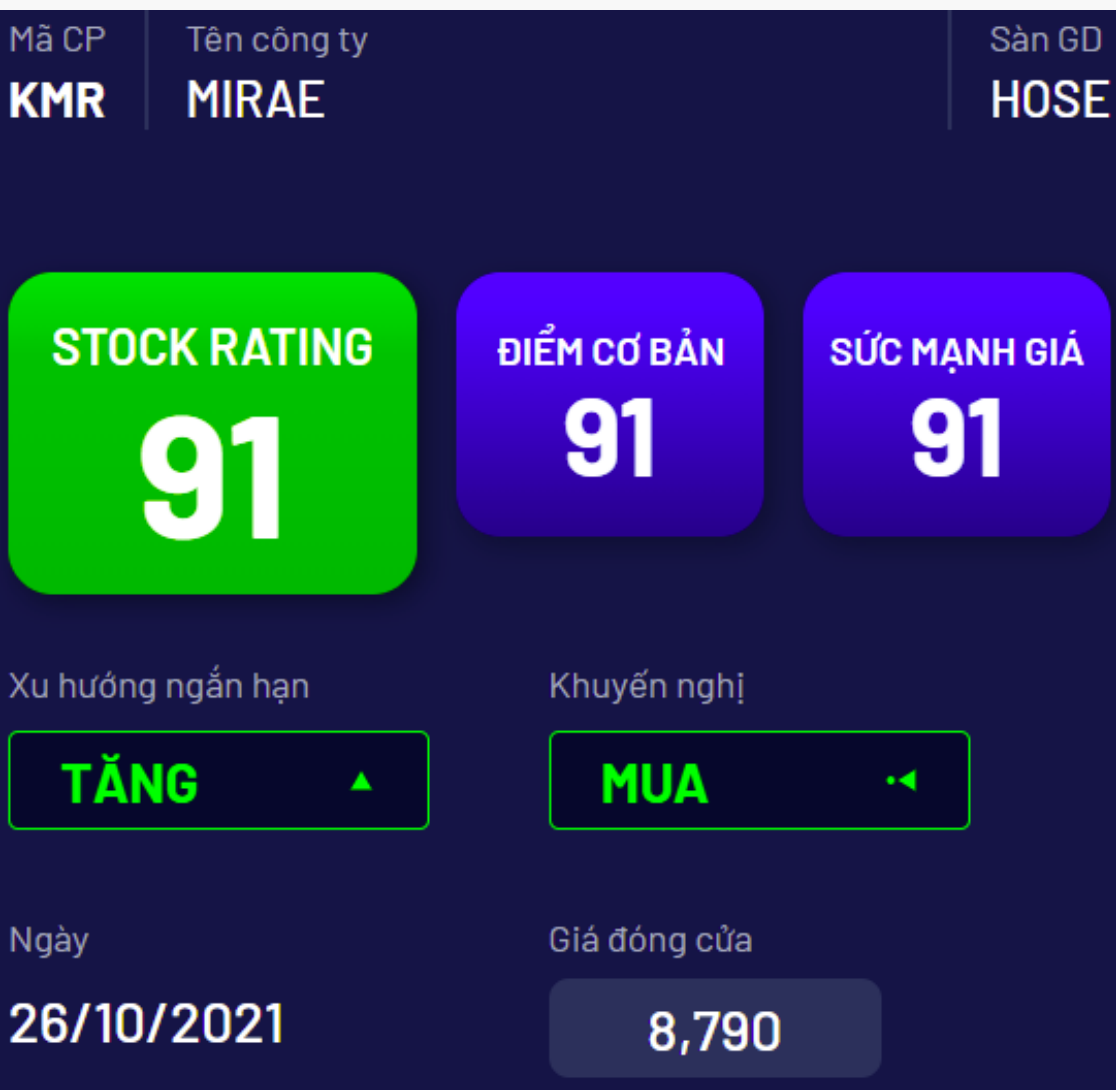 Mã CP Tên công ty Sàn GD
KMR MIRAE HOSE
STOCK RATING ĐIỂM CƠ BẢN SỨC MẠNH GIÁ
91 91 91
Xu hướng ngắn hạn Khuyến nghị
TĂNG MUA
Ngày Giá đóng cửa
26/10/2021 8,790